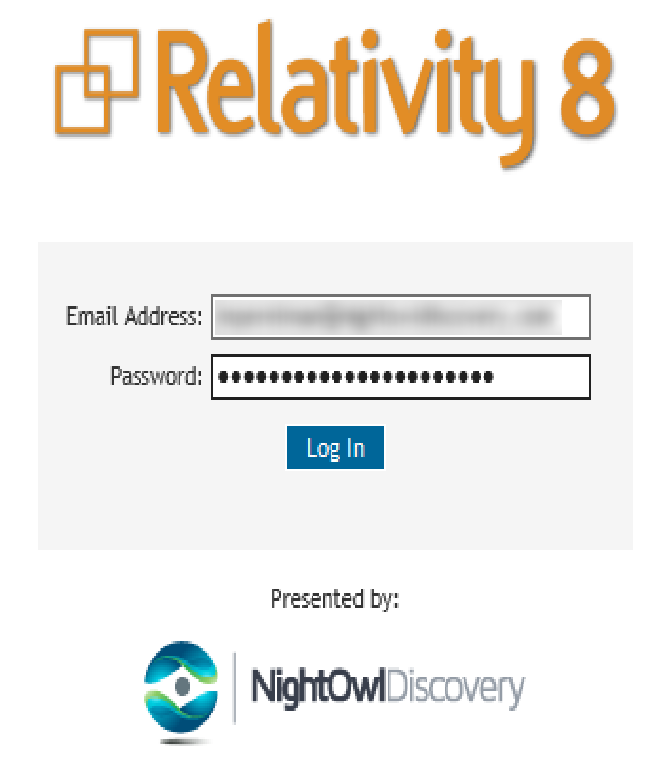 Relativity 8
Email Address:
Password: ••••••••••••••••••••••
Log In
Presented by:
NightOwlDiscovery